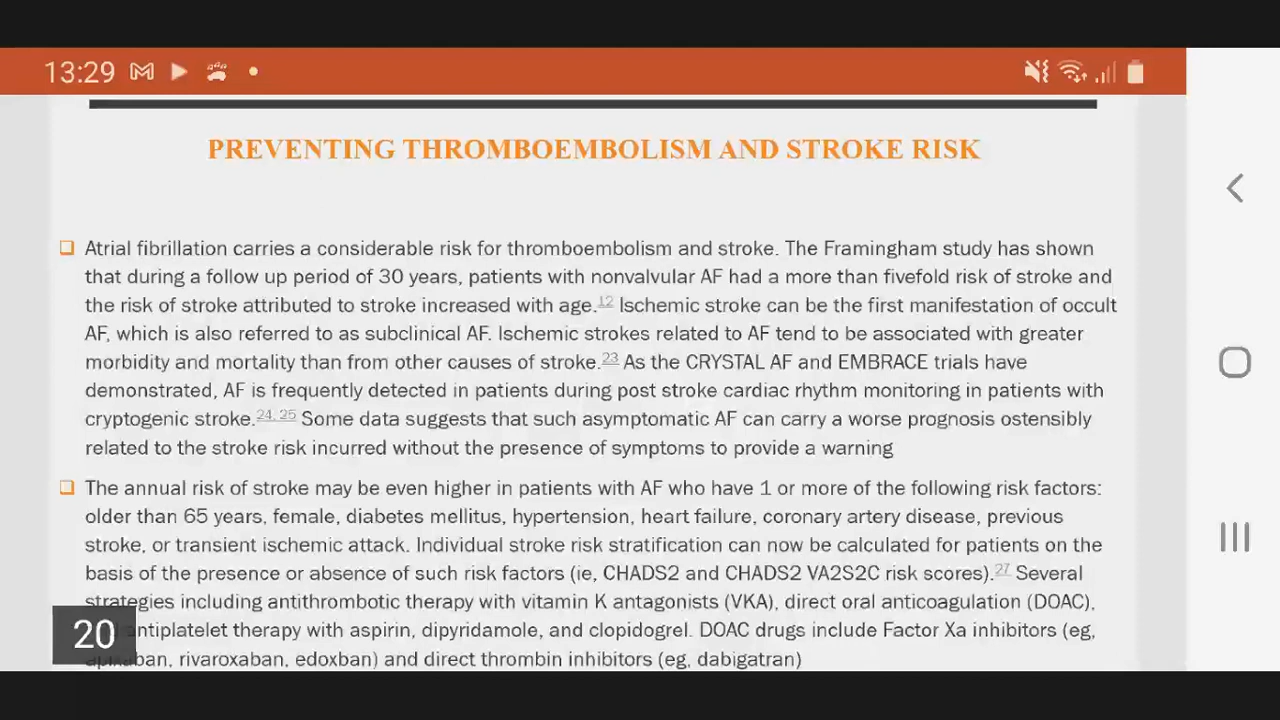 13:29
PREVENTING THROMBOEMBOLISM AND STROKE RISK
Atrial fibrillation carries a considerable risk for thromboembolism and stroke. The Framingham study has shown
that during a follow up period of 30 years, patients with nonvalvular AF had a more than fivefold risk of stroke and
the risk of stroke attributed to stroke increased with age.12 Ischemic stroke can be the first manifestation of occult
AF, which is also referred to as subclinical AF. Ischemic strokes related to AF tend to be associated with greater
morbidity and mortality than from other causes of stroke.23 As the CRYSTAL AF and EMBRACE trials have
demonstrated, AF is frequently detected in patients during post stroke cardiac rhythm monitoring in patients with
cryptogenic stroke.24, 25 Some data suggests that such asymptomatic AF can carry a worse prognosis ostensibly
related to the stroke risk incurred without the presence of symptoms to provide a warning
The annual risk of stroke may be even higher in patients with AF who have 1 or more of the following risk factors:
older than 65 years, female, diabetes mellitus, hypertension, heart failure, coronary artery disease, previous
stroke, or transient ischemic attack. Individual stroke risk stratification can now be calculated for patients on the
basis of the presence or absence of such risk factors (ie, CHADS2 and CHADS2 VA2S2C risk scores).27 Several
strategies including antithrombotic therapy with vitamin K antagonists (VKA), direct oral anticoagulation (DOAC),
antiplatelet therapy with aspirin, dipyridamole, and clopidogrel. DOAC drugs include Factor Xa inhibitors (eg,
rivaroxaban, edoxban) and direct thrombin inhibitors (eg, dabigatran)
20